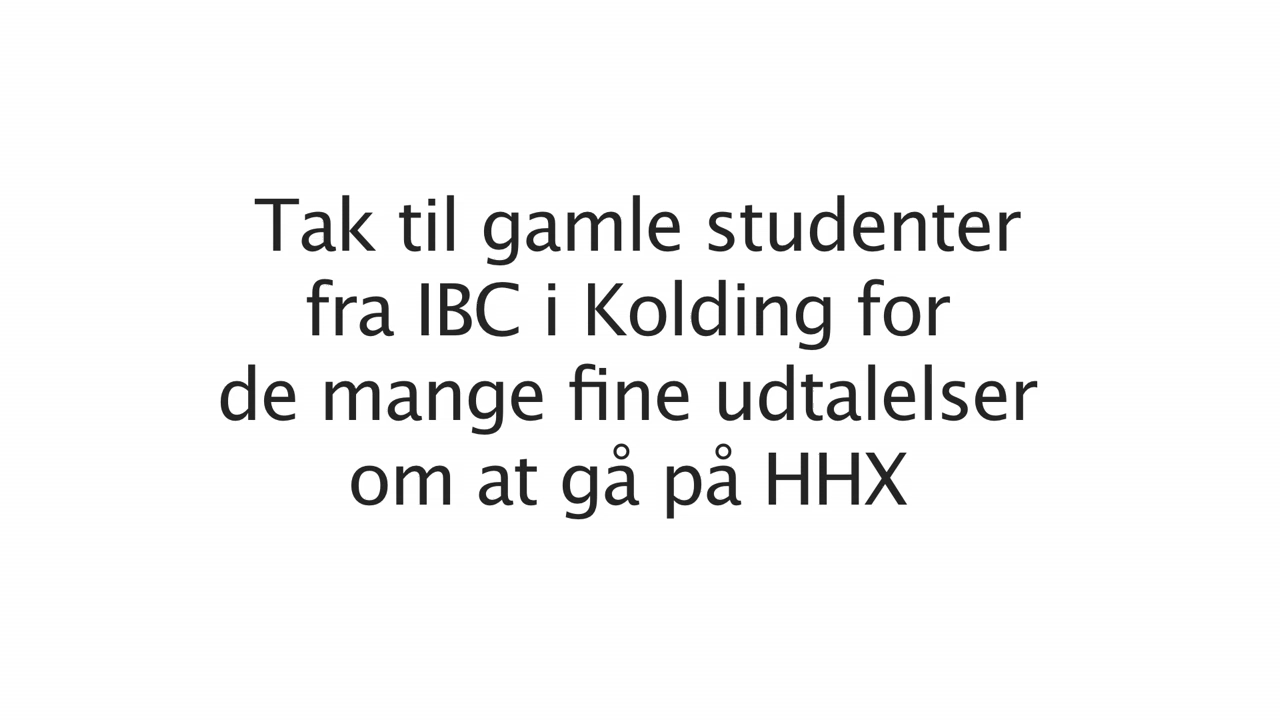 Tak til gamle studenter
fra IBC i Kolding for
de mange fine udtalelser
om at gå på HHX